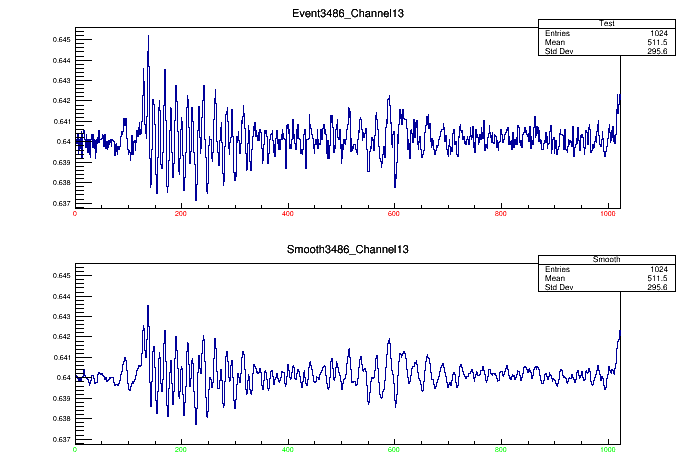 Event3486_Channel13
Test
Entries 1024
Mean 511.5
Std Dev 295.6
0.645
0.644
0.643
0.642
0.641
0.64
0.639
0.638
0.637
0 200 400 600 800 1000
Smooth3486_Channel13
Smooth
Entries 1024
Mean 511.5
Std Dev 295.6
0.645
0.644
0.643
0.642
0.641
0.64
0.639
0.638
0.637
0 200 400 600 800 1000